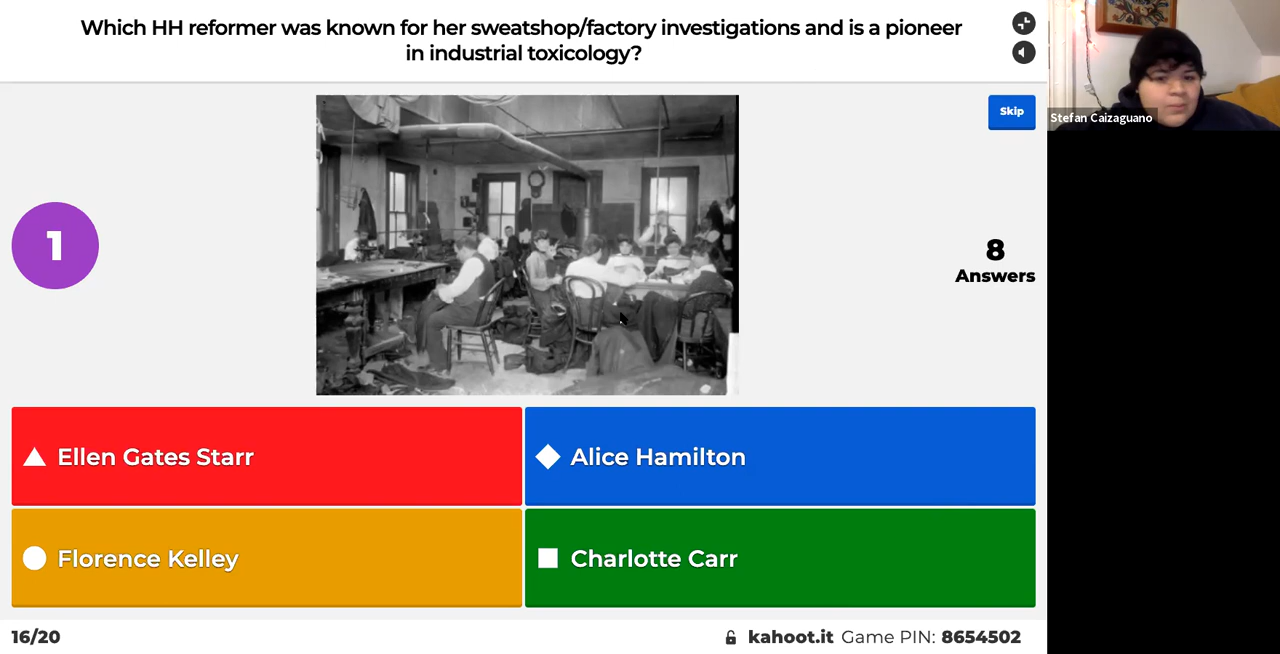 Which HH reformer was known for her sweatshop/factory investigations and is a pioneer
in industrial toxicology?
Skip
Stefan Caizaguano
1
8
Answers
Ellen Gates Starr
Alice Hamilton
Florence Kelley
Charlotte Carr
16/20
kahoot.it Game PIN: 8654502